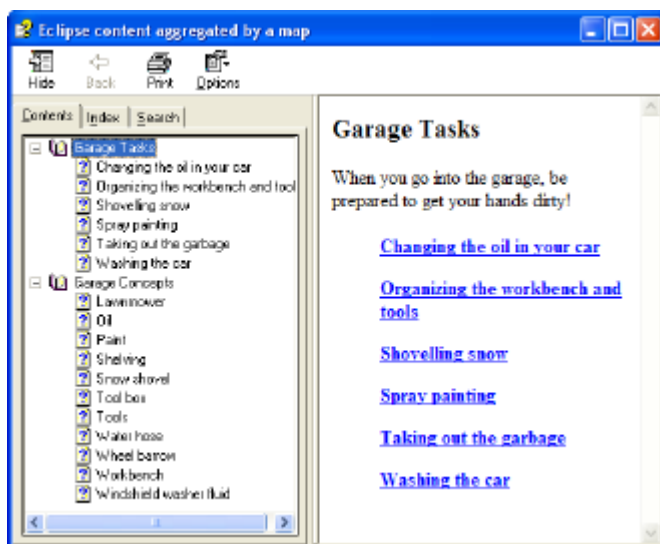 Eclipse content aggregated by a map
Hide Back Print Options
Contents Index Search
Garage Tasks
Changing the oil in your car
Organizing the workbench and tool
Shovelling snow
Spray painting
Taking out the garbage
Washing the car
Garage Concepts
Lawnmower
Oil
Paint
Shelving
Snow shovel
Tool box
Tools
Water hose
Wheel barrow
Workbench
Windshield washer fluid
Garage Tasks
When you go into the garage, be
prepared to get your hands dirty!
Changing the oil in your car
Organizing the workbench and
tools
Shovelling snow
Spray painting
Taking out the garbage
Washing the car